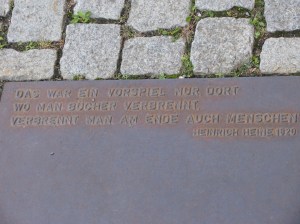 DAS WAR EIN VORSPIEL NUR, DORT
WO MAN BÜCHER VERBRENNT,
VERBRENNT MAN AM ENDE AUCH MENSCHEN
HEINRICH HEINE 1820